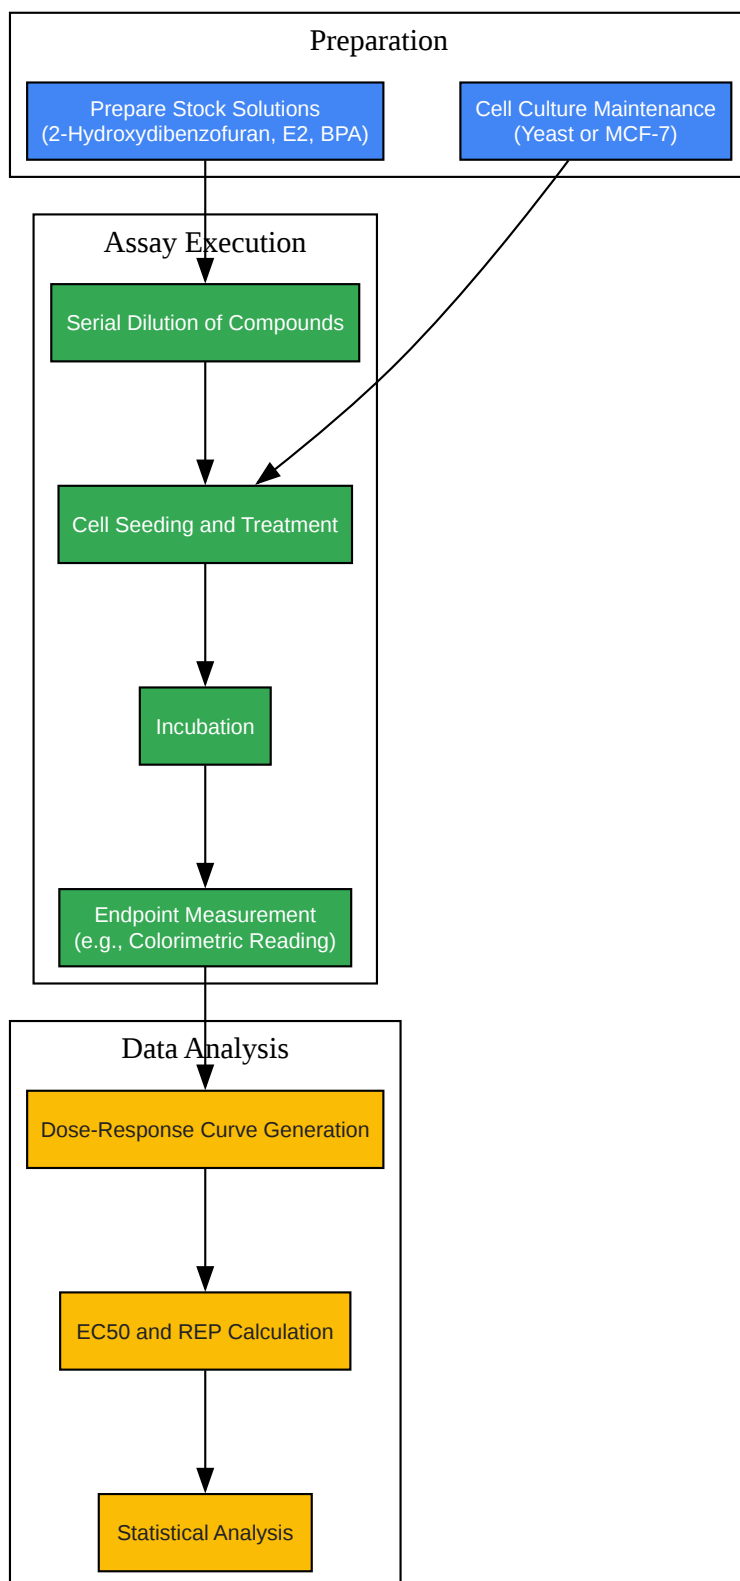 Preparation
Prepare Stock Solutions
(2-Hydroxydibenzofuran, E2, BPA)
Cell Culture Maintenance
(Yeast or MCF-7)
Assay Execution
Serial Dilution of Compounds
Cell Seeding and Treatment
Incubation
Endpoint Measurement
(e.g., Colorimetric Reading)
Data Analysis
Dose-Response Curve Generation
EC50 and REP Calculation
Statistical Analysis